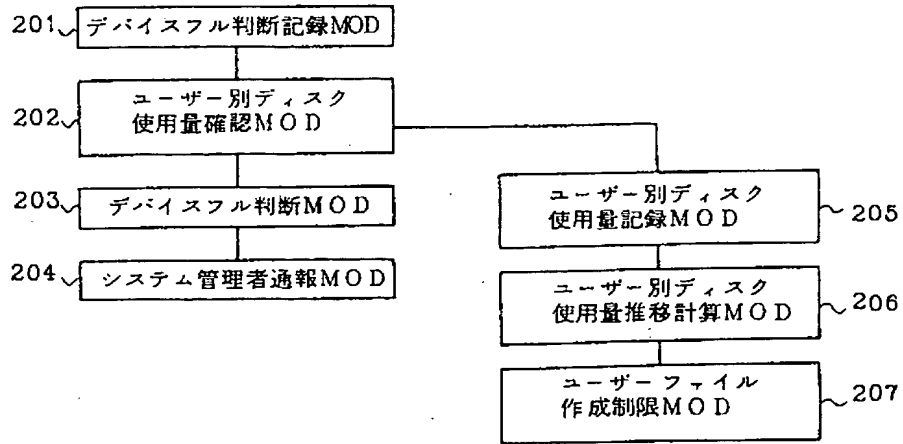 201 デバイスフル判断記録MOD
202 ユーザー別ディスク
使用量確認MOD
203 デバイスフル判断MOD
204 システム管理者通報MOD
ユーザー別ディスク
使用量記録MOD 205
ユーザー別ディスク
使用量推移計算MOD 206
ユーザーファイル
作成制限MOD 207